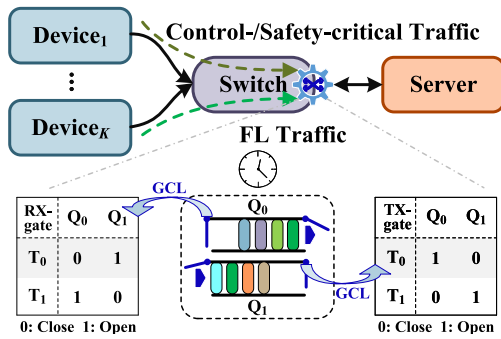 Device1
Control-/Safety-critical Traffic
⋮
Switch
Server
DeviceK
FL Traffic
GCL
RX-gate Q0 Q1
T0 0 1
T1 1 0
0: Close 1: Open
Q0
Q1
GCL
TX-gate Q0 Q1
T0 1 0
T1 0 1
0: Close 1: Open